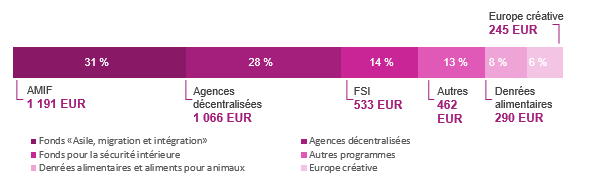 Europe créative
245 EUR
31 %
28 %
14 %
13 %
8 %
6 %
AMIF
1 191 EUR
Agences
décentralisées
1 066 EUR
FSI
533 EUR
Autres
462
EUR
Denrées
alimentaires
290 EUR
Fonds «Asile, migration et intégration»
Agences décentralisées
Fonds pour la sécurité intérieure
Autres programmes
Denrées alimentaires et aliments pour animaux
Europe créative